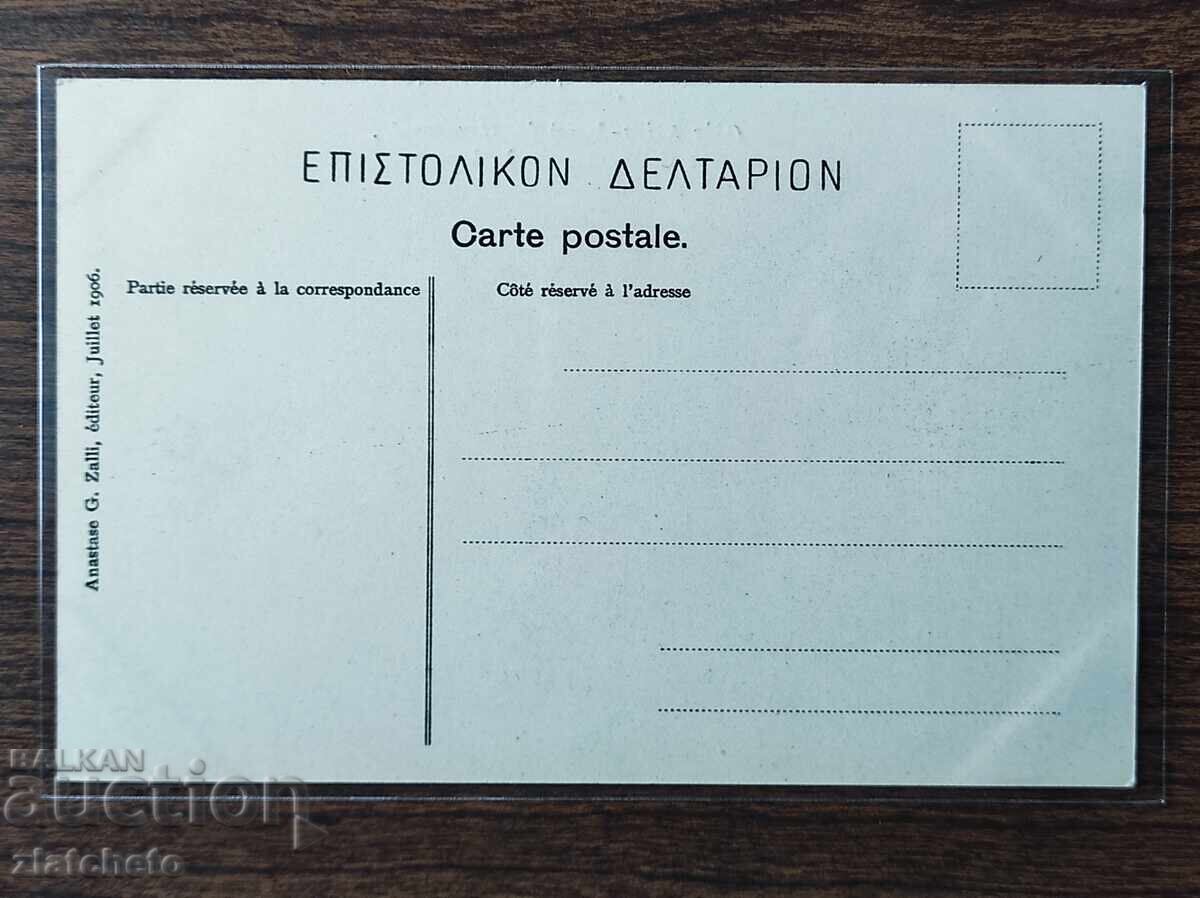 ΕΠΙΣΤΟΛΙΚΟΝ ΔΕΛΤΑΡΙΟΝ
Carte postale.
Partie réservée à la correspondance
Côté réservé à l'adresse
Anastase G. Zalli, éditeur, Juillet 1906.
BALKAN
auction
zlatcheto